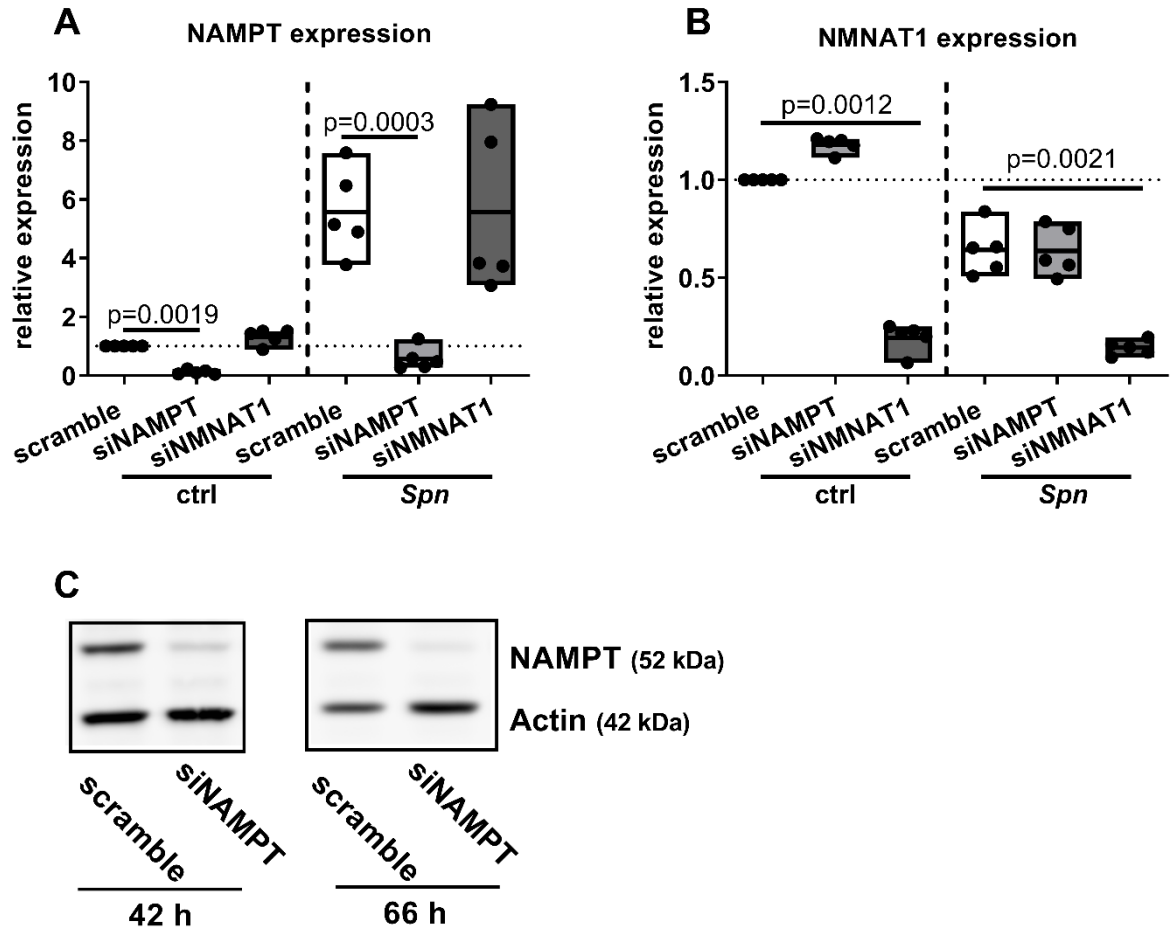 A
NAMPT expression
relative expression
10
8
6
4
2
0
p=0.0019
p=0.0003
scramble
siNAMPT
siNMNAT1
scramble
siNAMPT
siNMNAT1
ctrl
Spn
B
NMNAT1 expression
relative expression
1.5
1.0
0.5
0.0
p=0.0012
p=0.0021
scramble
siNAMPT
siNMNAT1
scramble
siNAMPT
siNMNAT1
ctrl
Spn
C
NAMPT (52 kDa)
Actin (42 kDa)
scramble
siNAMPT
scramble
siNAMPT
42 h
66 h